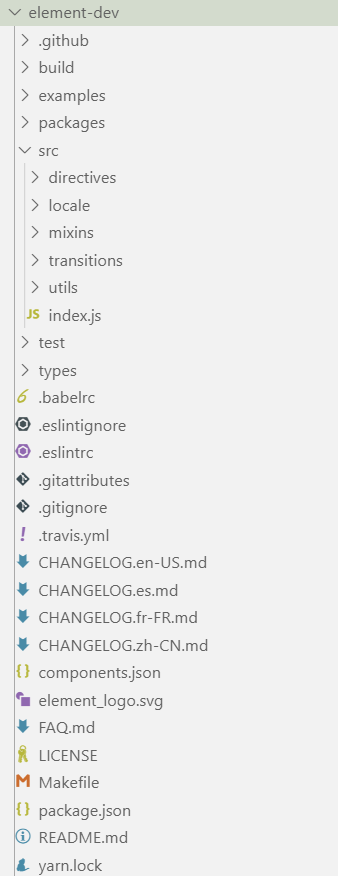 element-dev
.github
build
examples
packages
src
directives
locale
mixins
transitions
utils
JS index.js
test
types
.babelrc
.eslintignore
.eslintrc
.gitattributes
.gitignore
! .travis.yml
CHANGELOG.en-US.md
CHANGELOG.es.md
CHANGELOG.fr-FR.md
CHANGELOG.zh-CN.md
{} components.json
element_logo.svg
FAQ.md
LICENSE
M Makefile
{} package.json
README.md
yarn.lock